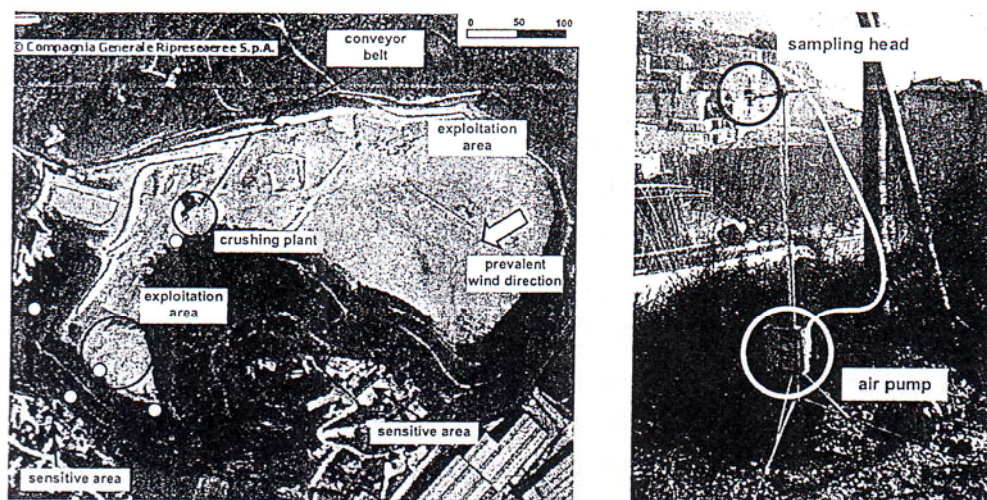 0 50 100
© Compagnia Generale Ripreseaeree S.p.A.
conveyor
belt
exploitation
area
crushing plant
prevalent
wind direction
exploitation
area
sensitive area
sensitive area
sampling head
air pump